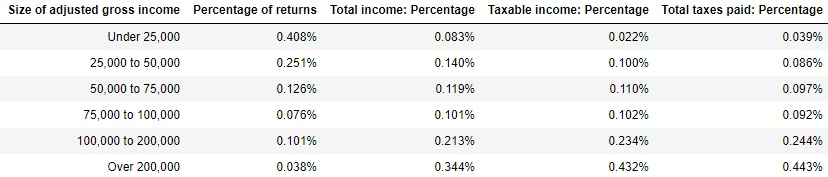 Size of adjusted gross income Percentage of returns Total income: Percentage Taxable income: Percentage Total taxes paid: Percentage
Under 25,000 0.408% 0.083% 0.022% 0.039%
25,000 to 50,000 0.251% 0.140% 0.100% 0.086%
50,000 to 75,000 0.126% 0.119% 0.110% 0.097%
75,000 to 100,000 0.076% 0.101% 0.102% 0.092%
100,000 to 200,000 0.101% 0.213% 0.234% 0.244%
Over 200,000 0.038% 0.344% 0.432% 0.443%